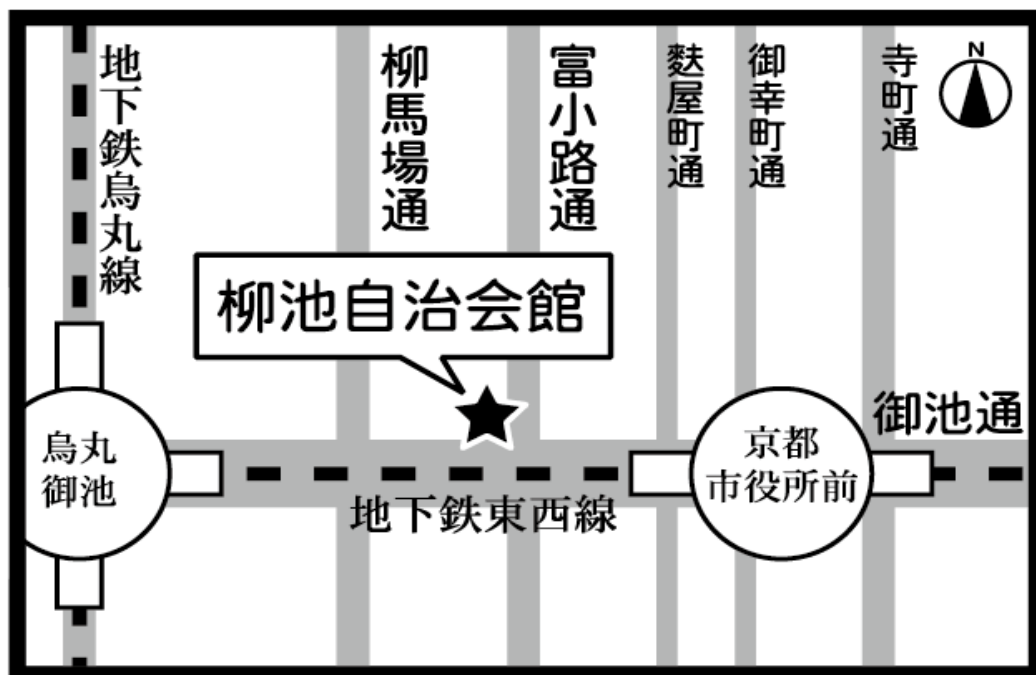 地下鉄烏丸線
柳馬場通
富小路通
麩屋町通
御幸町通
寺町通
N
柳池自治会館
烏丸
御池
京都
市役所前
御池通
地下鉄東西線